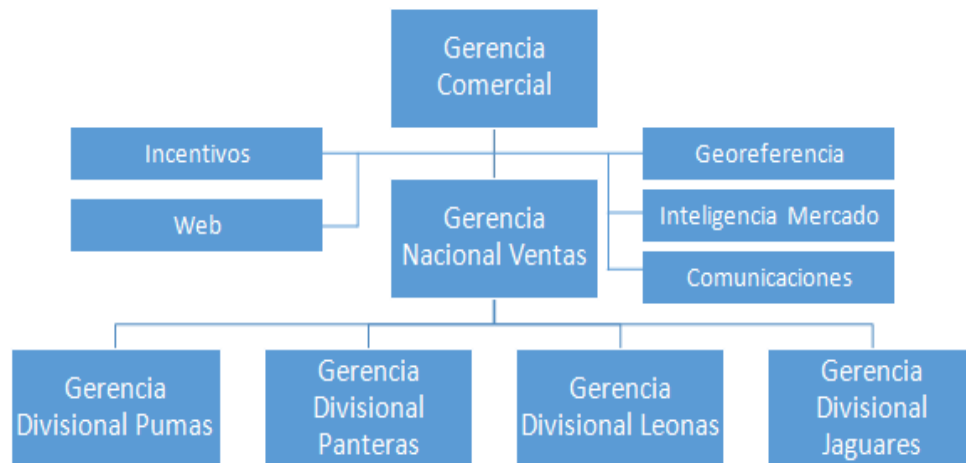 Gerencia
Comercial
Incentivos
Georeferencia
Web
Gerencia
Nacional Ventas
Inteligencia Mercado
Comunicaciones
Gerencia
Divisional Pumas
Gerencia
Divisional
Panteras
Gerencia
Divisional Leonas
Gerencia
Divisional
Jaguares